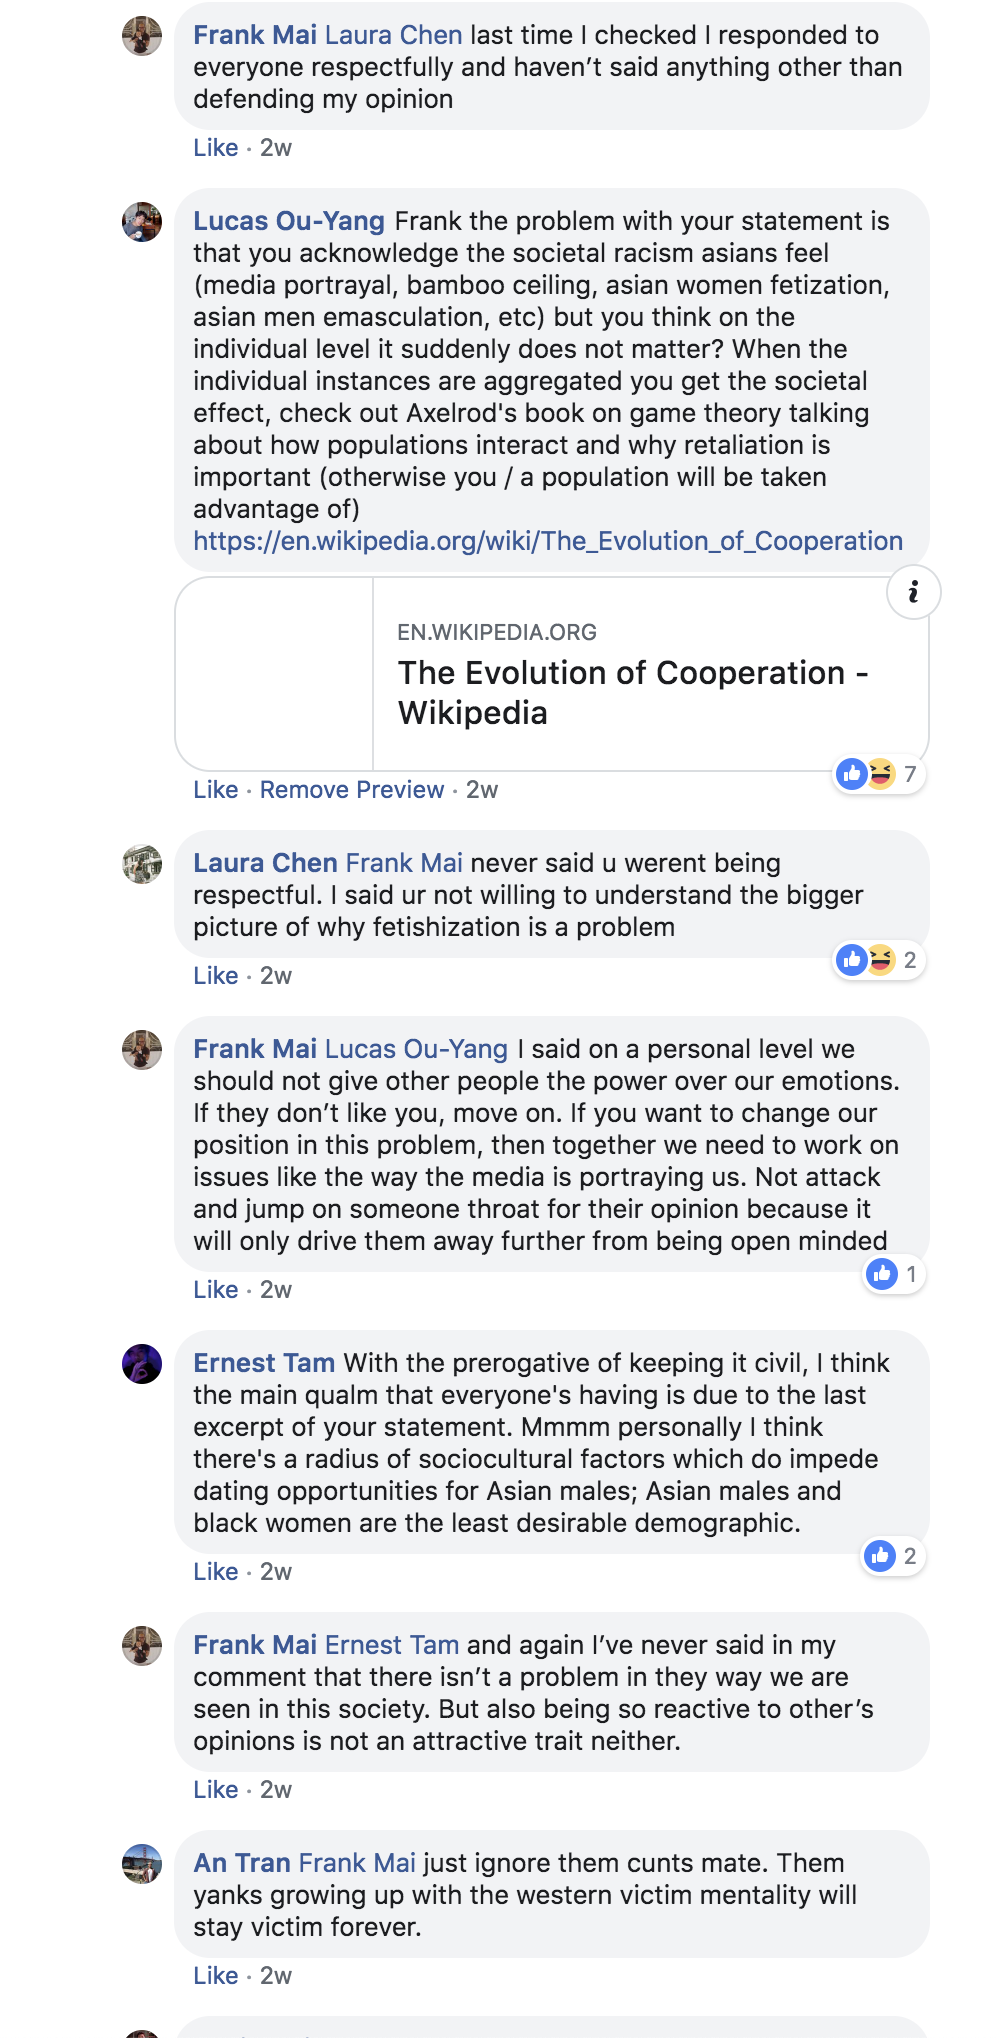 Frank Mai Laura Chen last time I checked I responded to
everyone respectfully and haven't said anything other than
defending my opinion
Like · 2w
Lucas Ou-Yang Frank the problem with your statement is
that you acknowledge the societal racism asians feel
(media portrayal, bamboo ceiling, asian women fetization,
asian men emasculation, etc) but you think on the
individual level it suddenly does not matter? When the
individual instances are aggregated you get the societal
effect, check out Axelrod's book on game theory talking
about how populations interact and why retaliation is
important (otherwise you / a population will be taken
advantage of)
https://en.wikipedia.org/wiki/The_Evolution_of_Cooperation
i
EN.WIKIPEDIA.ORG
The Evolution of Cooperation -
Wikipedia
7
Like · Remove Preview · 2w
Laura Chen Frank Mai never said u werent being
respectful. I said ur not willing to understand the bigger
picture of why fetishization is a problem
2
Like · 2w
Frank Mai Lucas Ou-Yang I said on a personal level we
should not give other people the power over our emotions.
If they don't like you, move on. If you want to change our
position in this problem, then together we need to work on
issues like the way the media is portraying us. Not attack
and jump on someone throat for their opinion because it
will only drive them away further from being open minded
1
Like · 2w
Ernest Tam With the prerogative of keeping it civil, I think
the main qualm that everyone's having is due to the last
excerpt of your statement. Mmmm personally I think
there's a radius of sociocultural factors which do impede
dating opportunities for Asian males; Asian males and
black women are the least desirable demographic.
2
Like · 2w
Frank Mai Ernest Tam and again I've never said in my
comment that there isn't a problem in they way we are
seen in this society. But also being so reactive to other's
opinions is not an attractive trait neither.
Like · 2w
An Tran Frank Mai just ignore them cunts mate. Them
yanks growing up with the western victim mentality will
stay victim forever.
Like · 2w